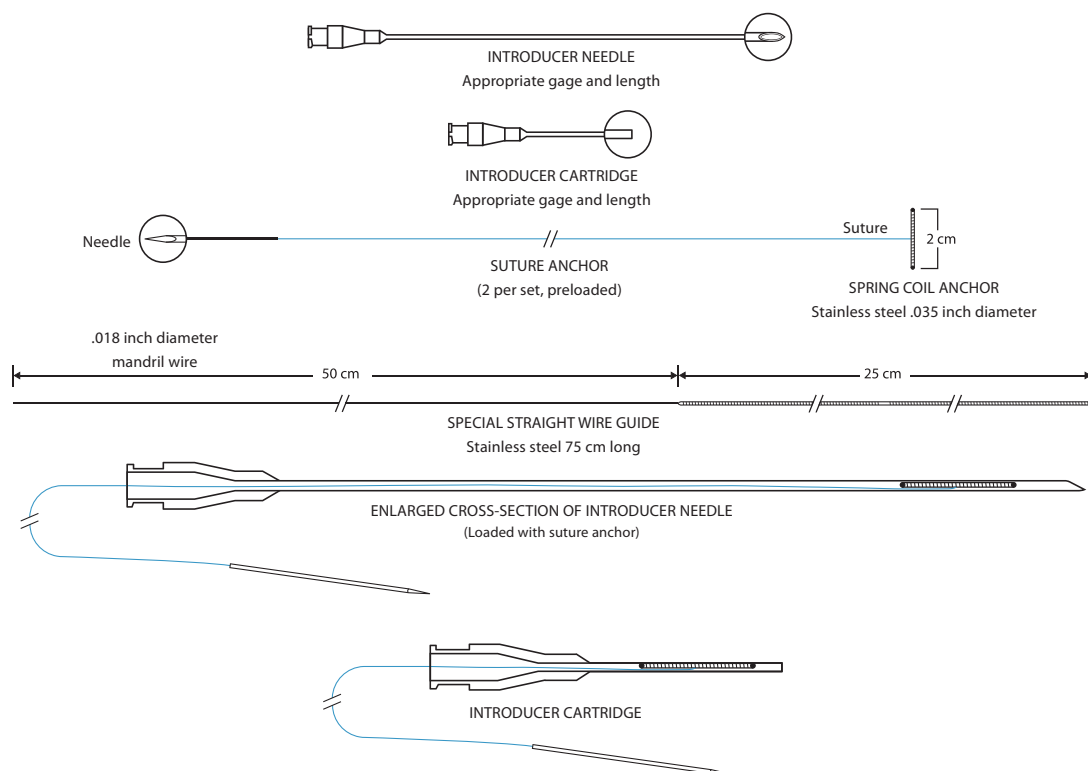 INTRODUCER NEEDLE
Appropriate gage and length
INTRODUCER CARTRIDGE
Appropriate gage and length
Needle
Suture
2 cm
SUTURE ANCHOR
(2 per set, preloaded)
SPRING COIL ANCHOR
Stainless steel .035 inch diameter
.018 inch diameter
mandril wire
50 cm
25 cm
SPECIAL STRAIGHT WIRE GUIDE
Stainless steel 75 cm long
ENLARGED CROSS-SECTION OF INTRODUCER NEEDLE
(Loaded with suture anchor)
INTRODUCER CARTRIDGE